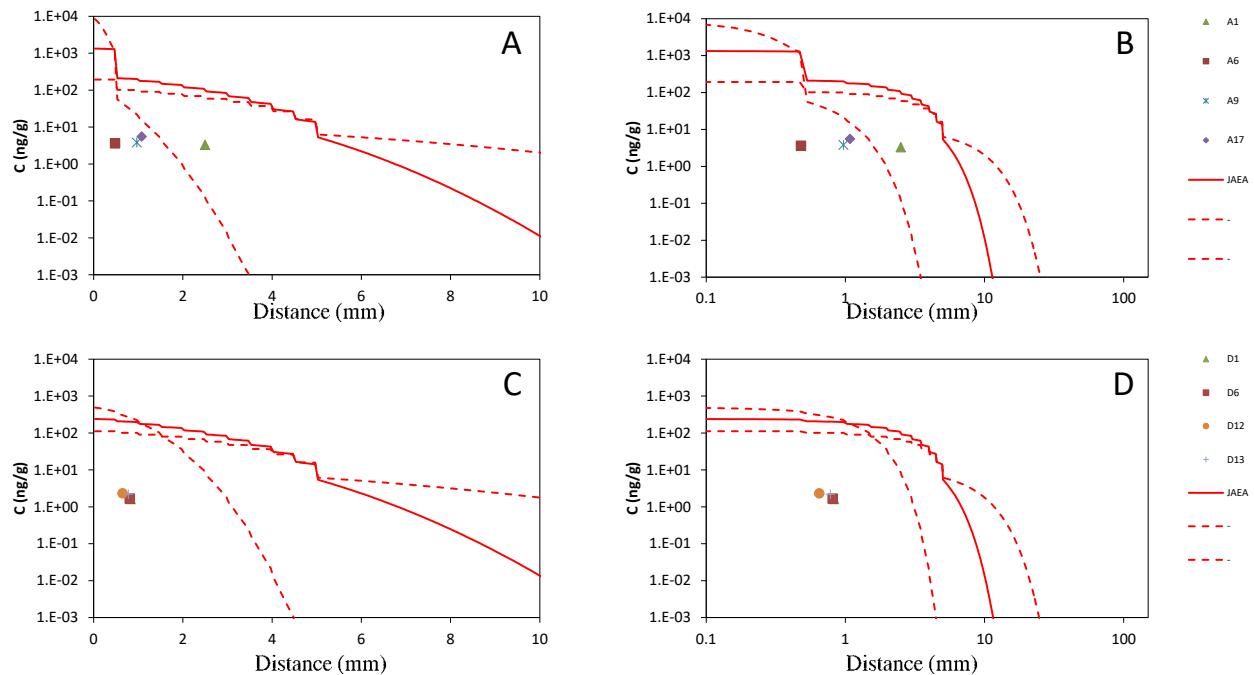 A
C (ng/g)
1.E+04
1.E+03
1.E+02
1.E+01
1.E+00
1.E-01
1.E-02
1.E-03
0 2 4 6 8 10
Distance (mm)
B
C (ng/g)
1.E+04
1.E+03
1.E+02
1.E+01
1.E+00
1.E-01
1.E-02
1.E-03
0.1 1 10 100
Distance (mm)
A1
A6
A9
A17
JAEA
-
-
C
C (ng/g)
1.E+04
1.E+03
1.E+02
1.E+01
1.E+00
1.E-01
1.E-02
1.E-03
0 2 4 6 8 10
Distance (mm)
D
C (ng/g)
1.E+04
1.E+03
1.E+02
1.E+01
1.E+00
1.E-01
1.E-02
1.E-03
0.1 1 10 100
Distance (mm)
D1
D6
D12
D13
JAEA
-
-